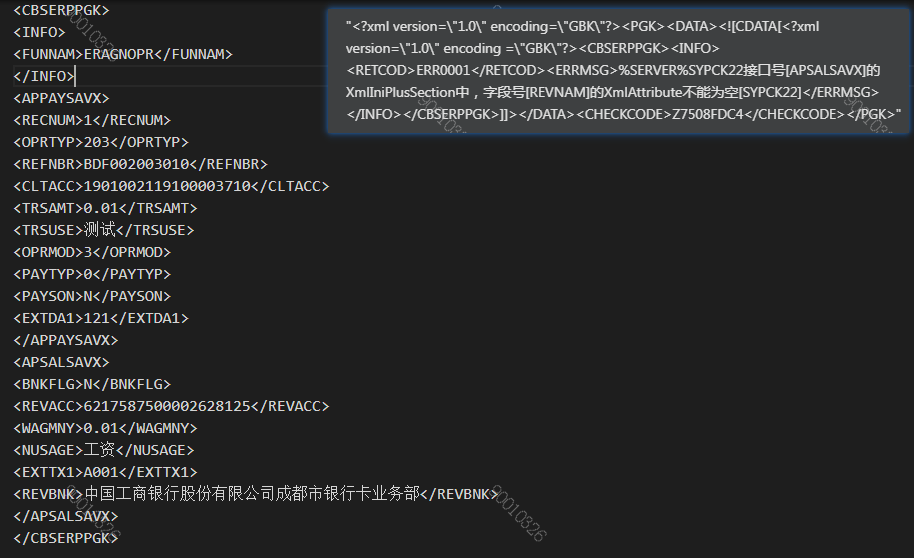 <CBSERPPGK>
<INFO>
<FUNNAM>ERAGNOPR</FUNNAM>
</INFO>
<APPAYSAVX>
<RECNUM>1</RECNUM>
<OPRTYP>203</OPRTYP>
<REFNBR>BDF002003010</REFNBR>
<CLTACC>1901002119100003710</CLTACC>
<TRSAMT>0.01</TRSAMT>
<TRSUSE>测试</TRSUSE>
<OPRMOD>3</OPRMOD>
<PAYTYP>0</PAYTYP>
<PAYSON>N</PAYSON>
<EXTDA1>121</EXTDA1>
</APPAYSAVX>
<APSALSAVX>
<BNKFLG>N</BNKFLG>
<REVACC>6217587500002628125</REVACC>
<WAGMNY>0.01</WAGMNY>
<NUSAGE>工资</NUSAGE>
<EXTTX1>A001</EXTTX1>
<REVBNK>中国工商银行股份有限公司成都市银行卡业务部</REVBNK>
</APSALSAVX>
</CBSERPPGK>
"<?xml version=\"1.0\" encoding=\"GBK\"?><PGK><DATA><![CDATA[<?xml
version=\"1.0\" encoding =\"GBK\"?><CBSERPPGK><INFO>
<RETCOD>ERR0001</RETCOD><ERRMSG>%SERVER%SYPCK22接口号[APSALSAVX]的
XmlIniPlusSection中，字段号[REVNAM]的XmlAttribute不能为空[SYPCK22]</ERRMSG>
</INFO></CBSERPPGK>]]></DATA><CHECKCODE>Z7508FDC4</CHECKCODE></PGK>"
90010326
90010326
90010326
90010326
90010326
90010326